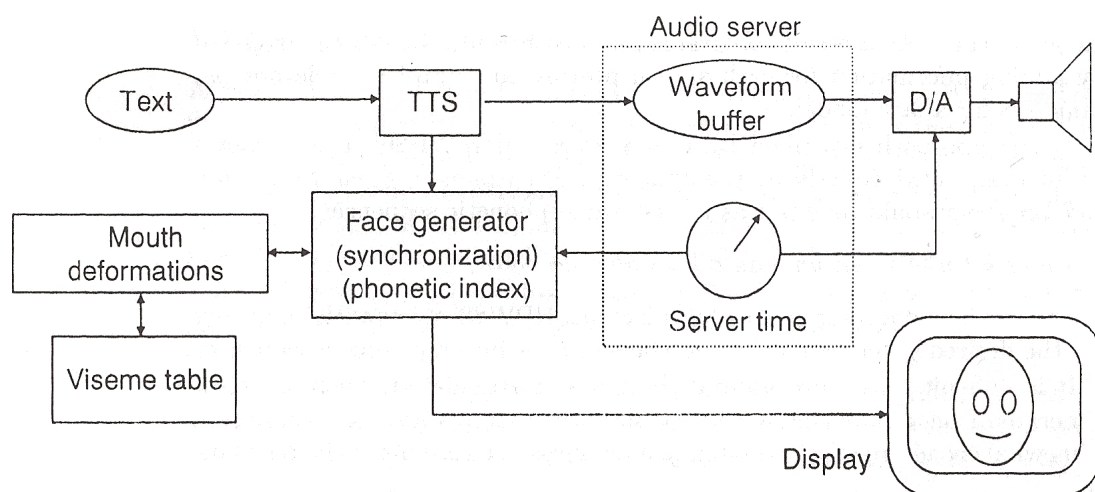 Audio server
Text
TTS
Waveform
buffer
D/A
Mouth
deformations
Face generator
(synchronization)
(phonetic index)
Server time
Viseme table
Display